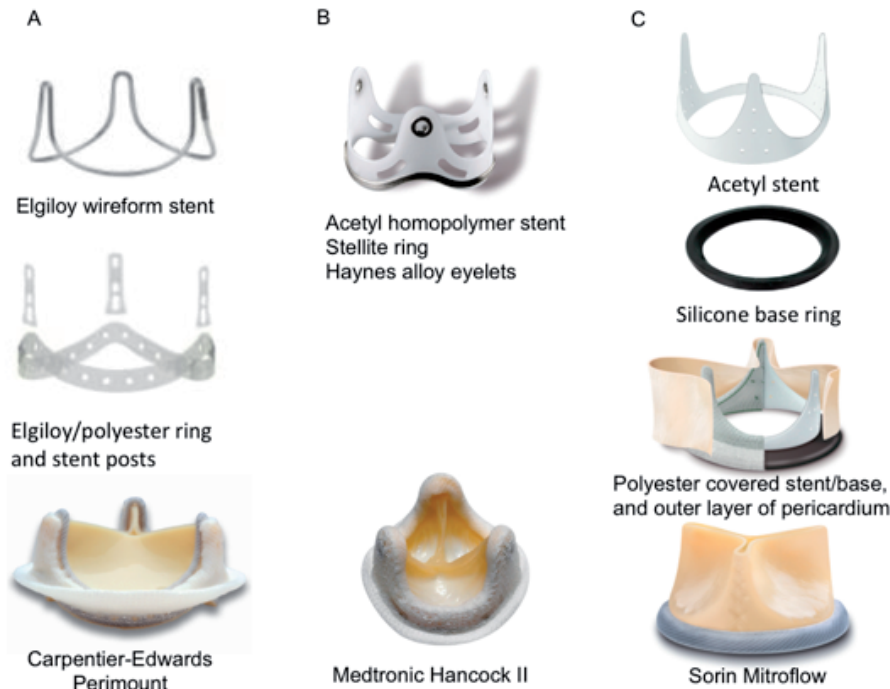 A
Elgiloy wireform stent
Elgiloy/polyester ring
and stent posts
Carpentier-Edwards
Perimount
B
Acetyl homopolymer stent
Stellite ring
Haynes alloy eyelets
Medtronic Hancock II
C
Acetyl stent
Silicone base ring
Polyester covered stent/base,
and outer layer of pericardium
Sorin Mitroflow